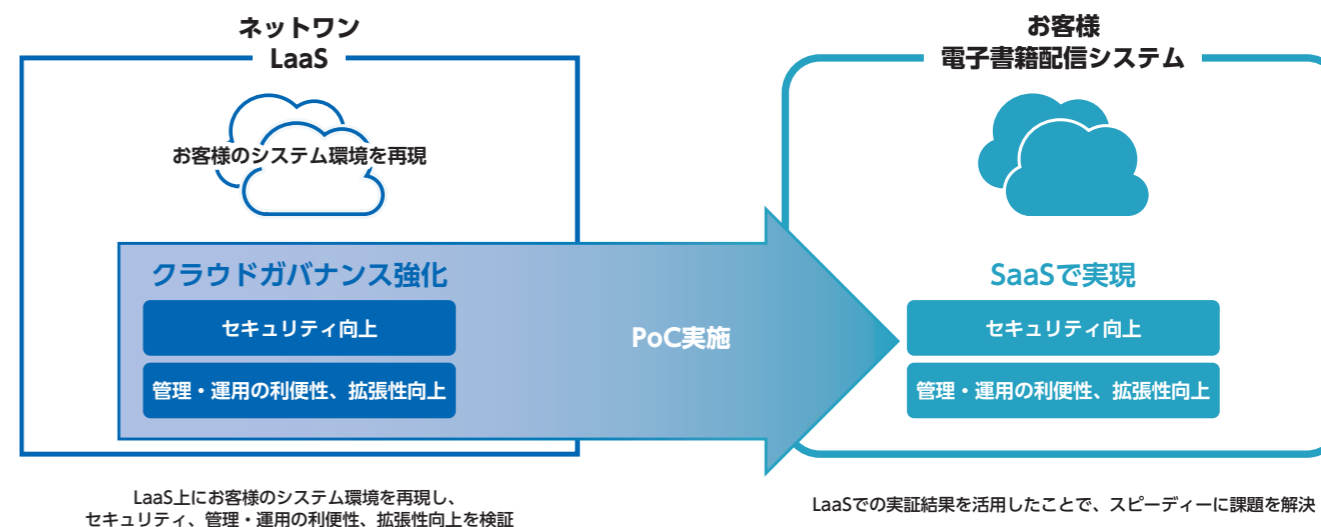 ネットワン
LaaS
お客様のシステム環境を再現
クラウドガバナンス強化
セキュリティ向上
管理・運用の利便性、拡張性向上
PoC実施
お客様
電子書籍配信システム
SaaSで実現
セキュリティ向上
管理・運用の利便性、拡張性向上
LaaS上にお客様のシステム環境を再現し、
セキュリティ、管理・運用の利便性、拡張性向上を検証
LaaSでの実証結果を活用したことで、スピーディーに課題を解決